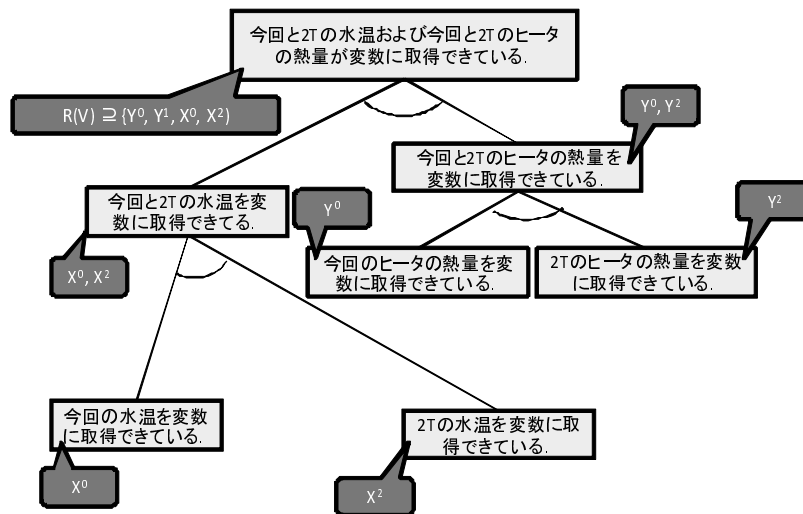 今回と2Tの水温および今回と2Tのヒータ
の熱量が変数に取得できている.
R(V) ⊇ {Y⁰, Y¹, X⁰, X²)
Y⁰, Y²
今回と2Tのヒータの熱量を
変数に取得できている.
今回と2Tの水温を変
数に取得できてる.
Y⁰
Y²
X⁰, X²
今回のヒータの熱量を変
数に取得できている.
2Tのヒータの熱量を変数
に取得できている.
今回の水温を変数
に取得できている.
2Tの水温を変数に取
得できている.
X⁰
X²